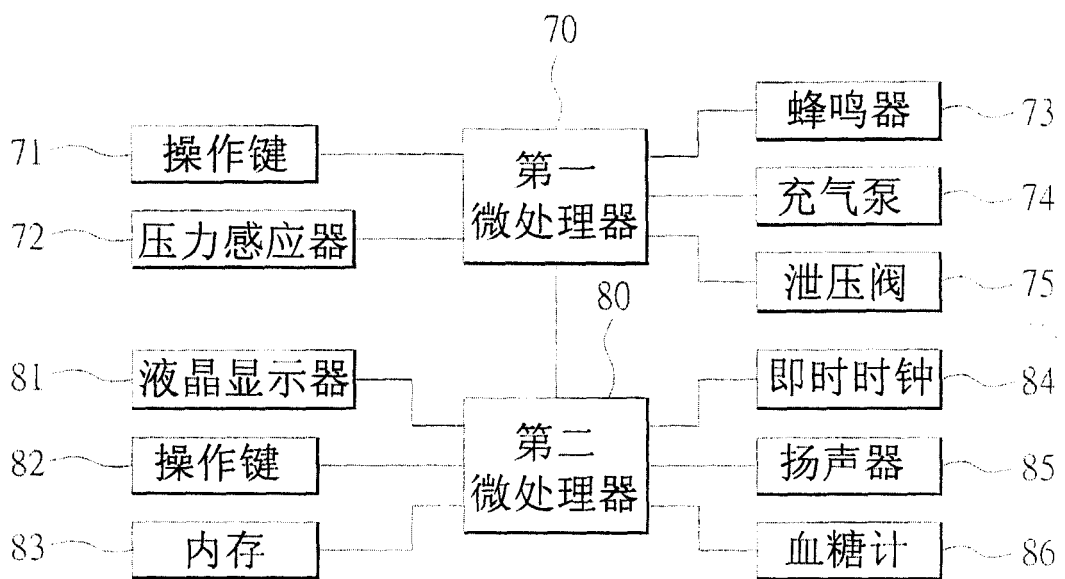 70
71 操作键
72 压力感应器
第一
微处理器
蜂鸣器 73
充气泵 74
泄压阀 75
80
81 液晶显示器
82 操作键
83 内存
第二
微处理器
即时时钟 84
扬声器 85
血糖计 86